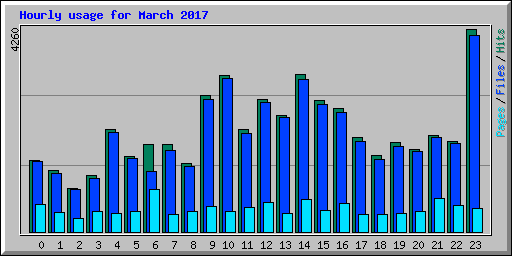 Hourly usage for March 2017
4260
Pages/Files/Hits
0 1 2 3 4 5 6 7 8 9 10 11 12 13 14 15 16 17 18 19 20 21 22 23